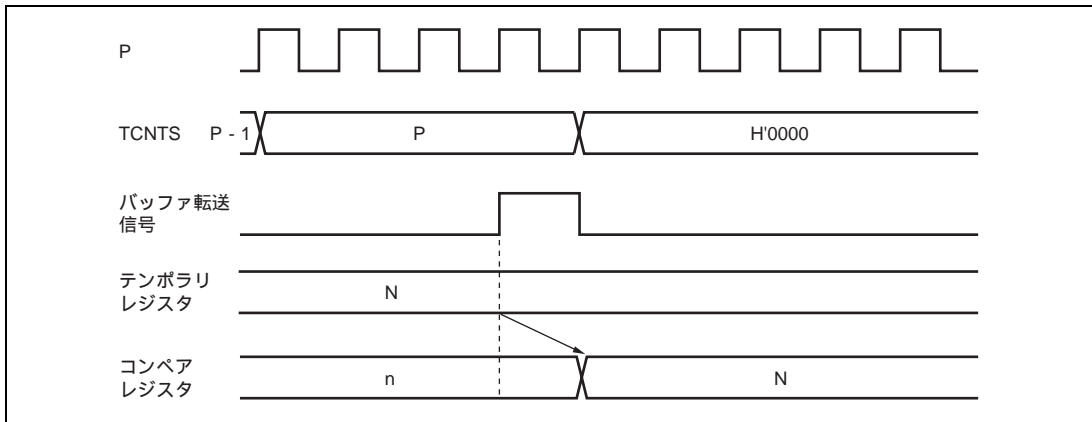 P
TCNTS P - 1 P H'0000
バッファ転送
信号
テンポラリ
レジスタ
N
コンペア
レジスタ
n N